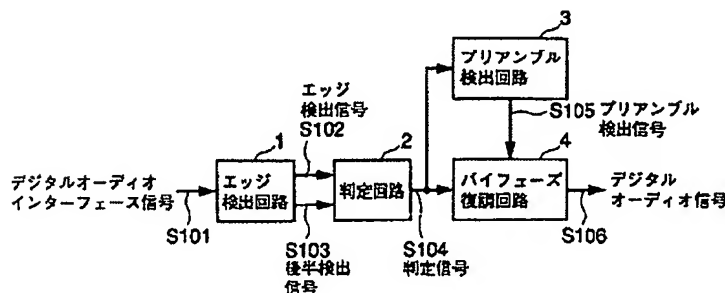 3
プリアンブル
検出回路
エッジ
検出信号
S102
S105 プリアンブル
検出信号
1
2
4
デジタルオーディオ
インターフェース信号
エッジ
検出回路
判定回路
バイフェーズ
復調回路
デジタル
オーディオ信号
S101
S103
後半検出
信号
S104
判定信号
S106